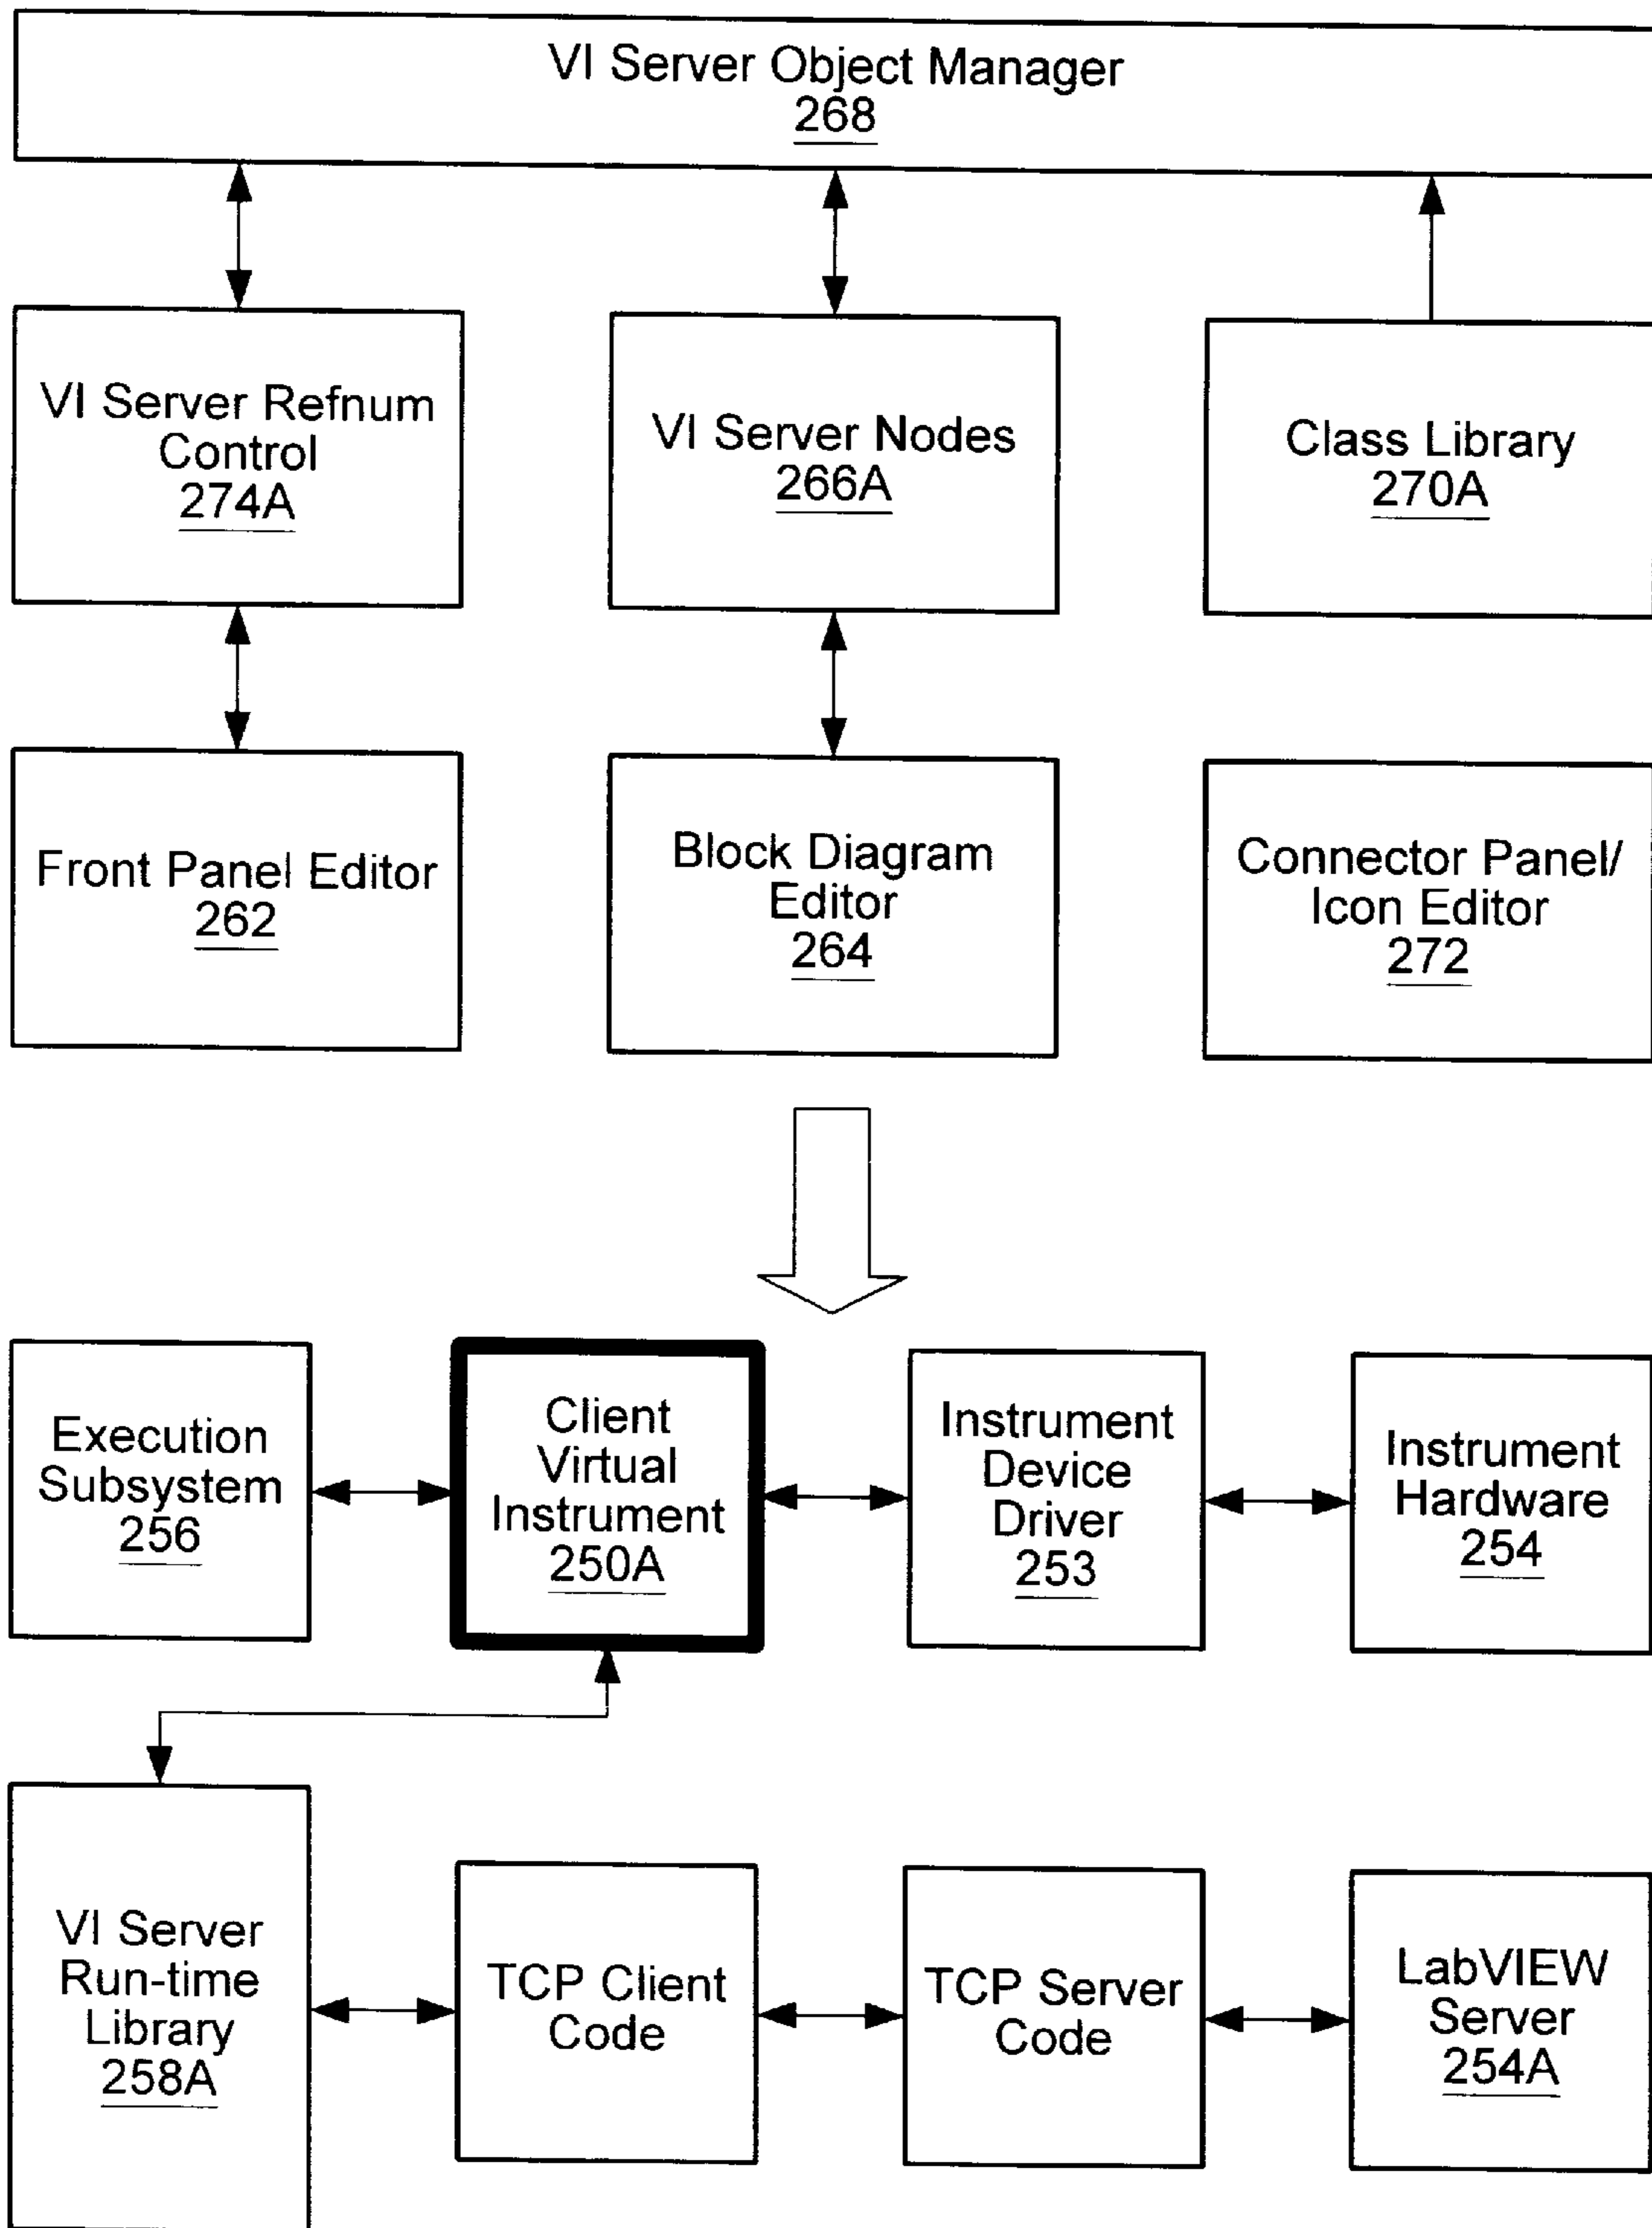 VI Server Object Manager
268
VI Server Refnum
Control
274A
VI Server Nodes
266A
Class Library
270A
Front Panel Editor
262
Block Diagram
Editor
264
Connector Panel/
Icon Editor
272
Execution
Subsystem
256
Client
Virtual
Instrument
250A
Instrument
Device
Driver
253
Instrument
Hardware
254
VI Server
Run-time
Library
258A
TCP Client
Code
TCP Server
Code
LabVIEW
Server
254A